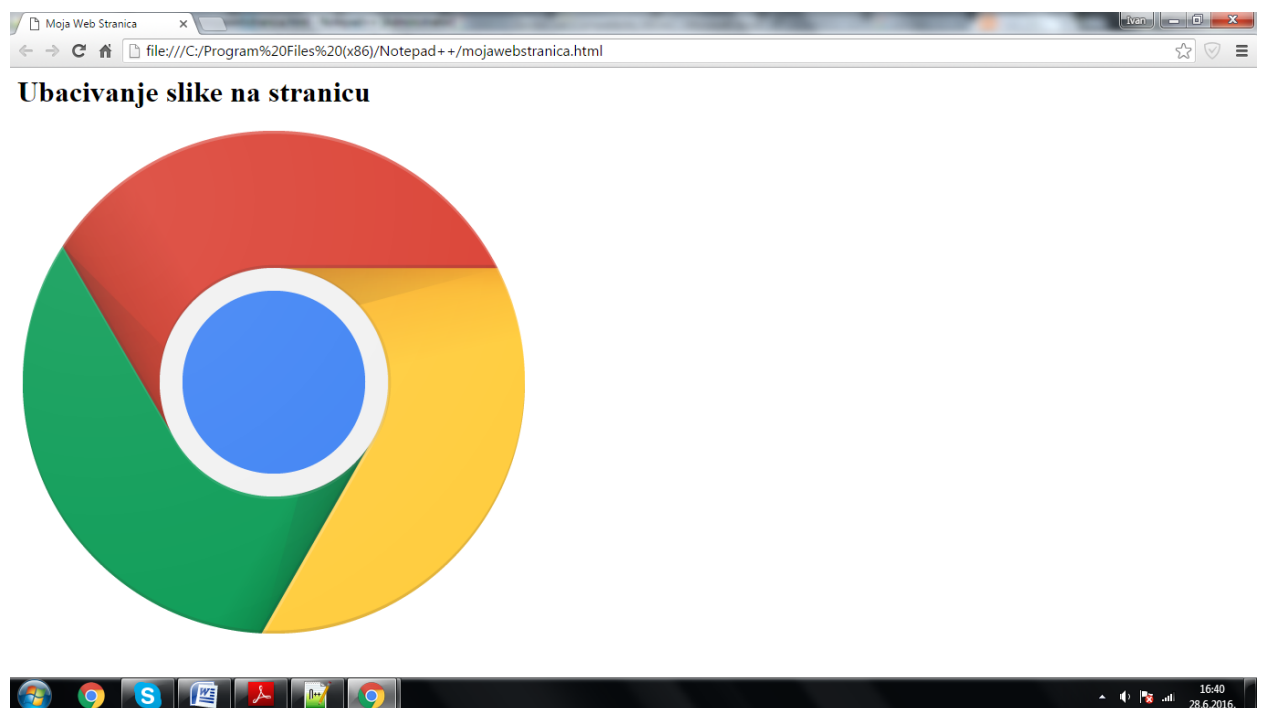 Moja Web Stranica
Ivan
file:///C:/Program%20Files%20(x86)/Notepad++/mojawebstranica.html
Ubacivanje slike na stranicu
16:40
28.6.2016.